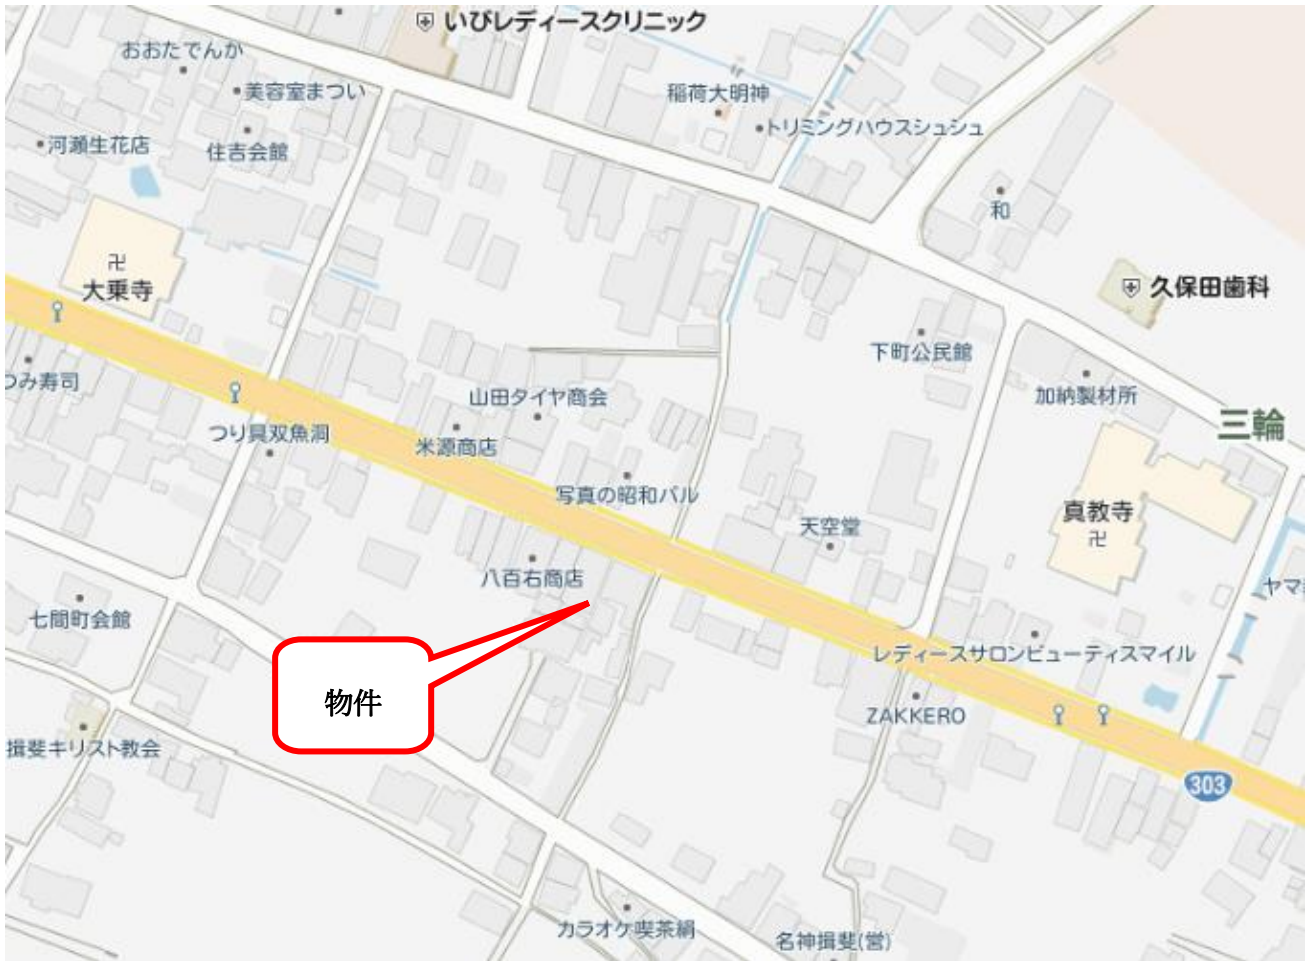 いびレディースクリニック
おおたでんか
美容室まつい
稲荷大明神
トリミングハウスシュシュ
河瀬生花店
住吉会館
和
卍
大乗寺
久保田歯科
下町公民館
つみ寿司
山田タイヤ商会
加納製材所
三輪
つり具双魚洞
米源商店
写真の昭和パル
真教寺
卍
天空堂
八百右商店
ヤマ
七間町会館
レディースサロンビューティスマイル
物件
ZAKKERO
揖斐キリスト教会
303
カラオケ喫茶絹
名神揖斐(営)